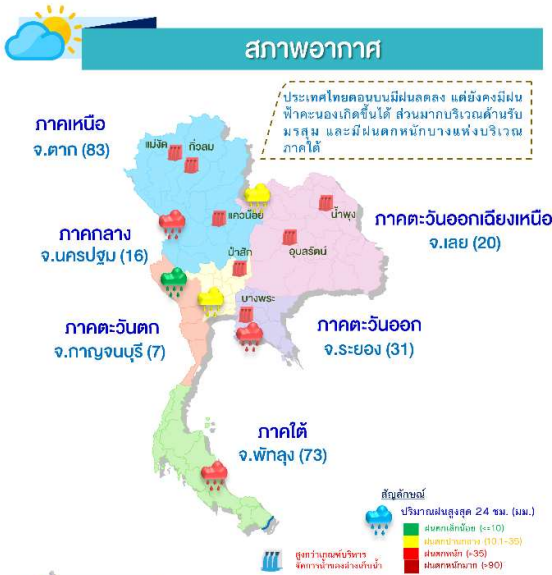 สภาพอากาศ
ประเทศไทยตอนบนมีฝนลดลง แต่ยังคงมีฝน
ฟ้าคะนองเกิดขึ้นได้ ส่วนมากบริเวณด้านรับ
มรสุม และมีฝนตกหนักบางแห่งบริเวณ
ภาคใต้
ภาคเหนือ
จ.ตาก (83)
แม่งัด
กิ่วลม
แควน้อย
น้ำพุง
อุบลรัตน์
ภาคตะวันออกเฉียงเหนือ
จ.เลย (20)
ภาคกลาง
จ.นครปฐม (16)
ป่าสัก
บางพระ
ภาคตะวันตก
จ.กาญจนบุรี (7)
ภาคตะวันออก
จ.ระยอง (31)
ภาคใต้
จ.พัทลุง (73)
สัญลักษณ์
ปริมาณฝนสูงสุด 24 ชม. (มม.)
ฝนตกเล็กน้อย (<=10)
ฝนตกปานกลาง (10.1-35)
ฝนตกหนัก (>35)
ฝนตกหนักมาก (>90)
สูงกว่าเกณฑ์บริหาร
จัดการน้ำของอ่างเก็บน้ำ